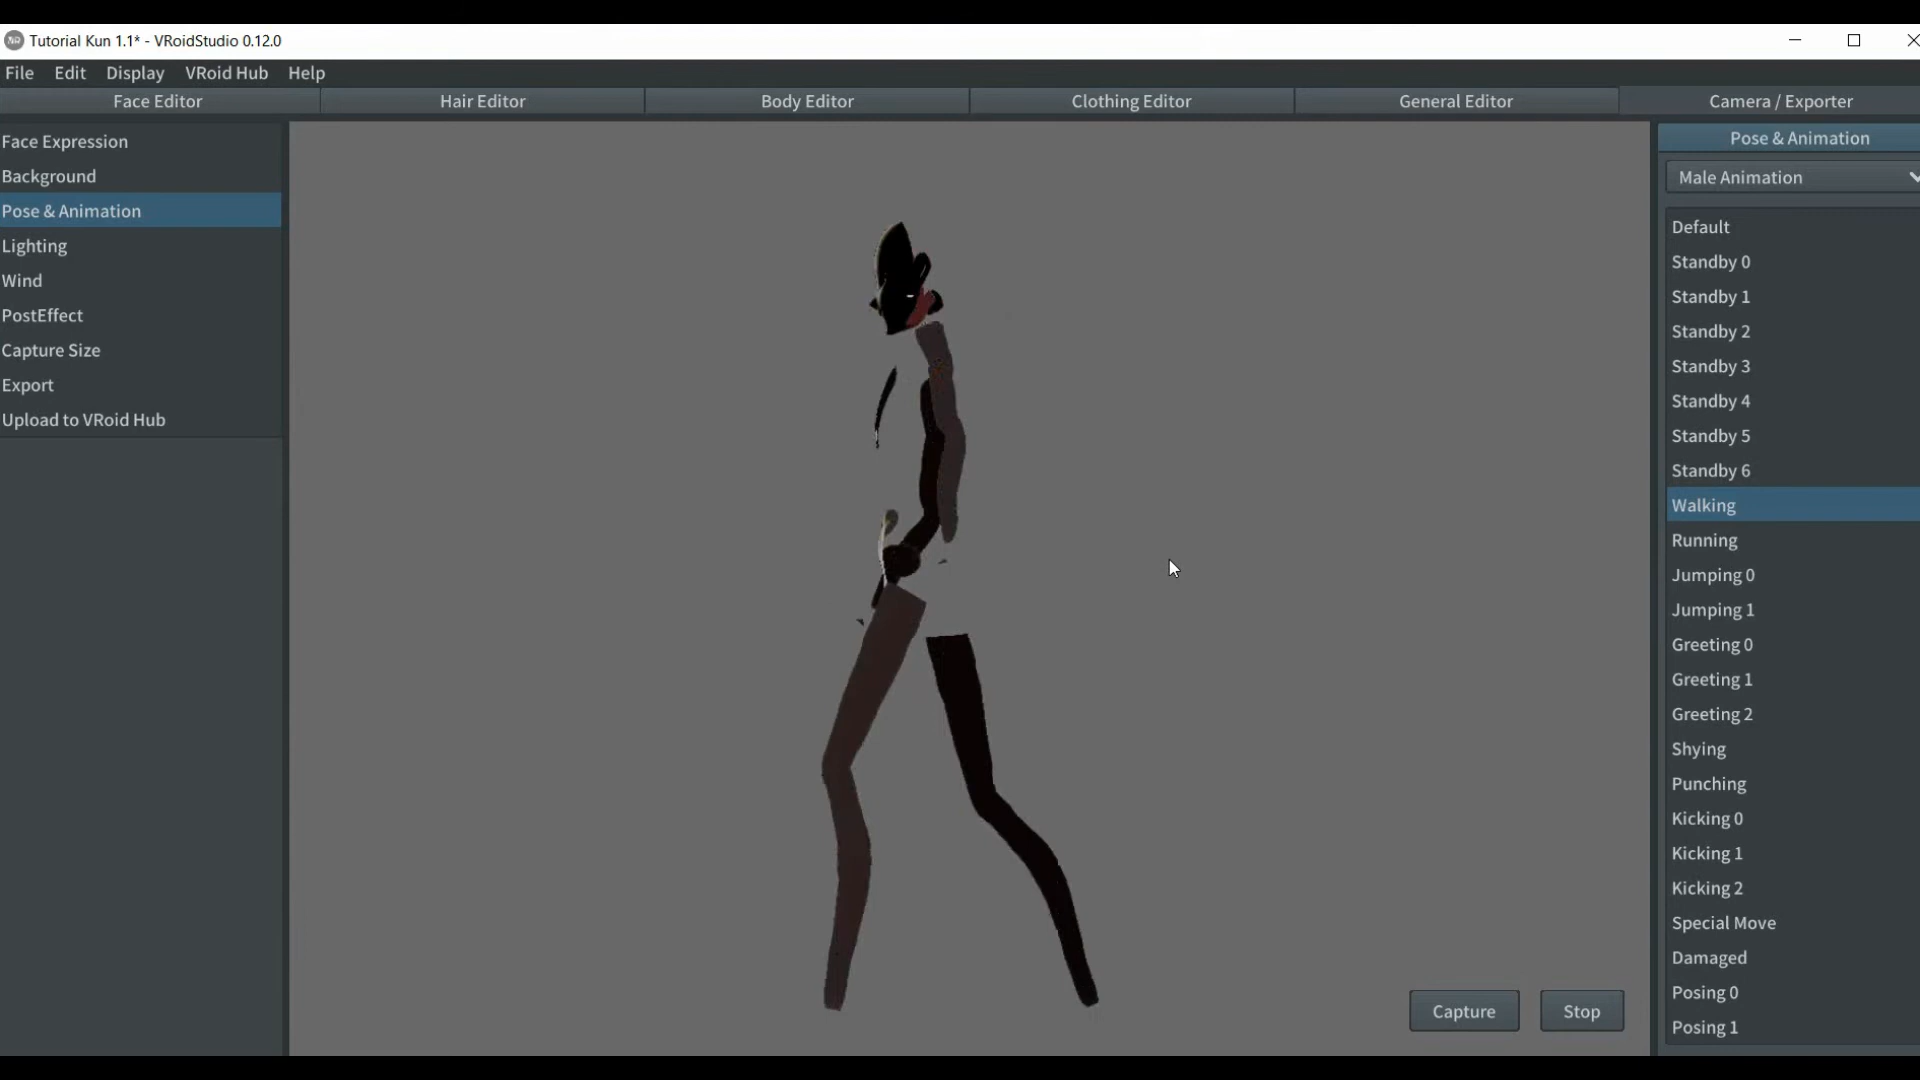 Tutorial Kun 1.1* - VRoidStudio 0.12.0
File Edit Display VRoid Hub Help
Face Editor Hair Editor Body Editor Clothing Editor General Editor Camera / Exporter
Face Expression
Background
Pose & Animation
Lighting
Wind
PostEffect
Capture Size
Export
Upload to VRoid Hub
Pose & Animation
Male Animation
Default
Standby 0
Standby 1
Standby 2
Standby 3
Standby 4
Standby 5
Standby 6
Walking
Running
Jumping 0
Jumping 1
Greeting 0
Greeting 1
Greeting 2
Shying
Punching
Kicking 0
Kicking 1
Kicking 2
Special Move
Damaged
Posing 0
Posing 1
Capture Stop